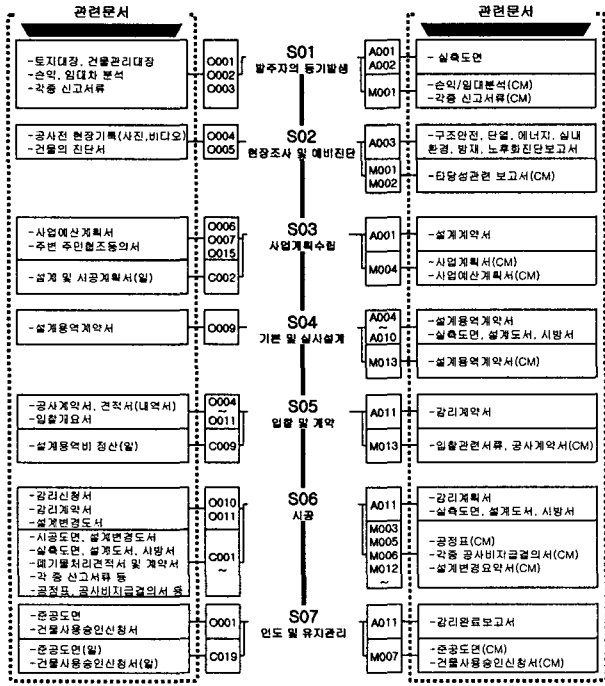 관련문서
관련문서
-토지대장, 건물관리대장
-손익, 임대차 분석
-각종 신고서류
O001
O002
O003
S01
발주자의 동기발생
A001
A002
- 실측도면
M001
-손익/임대분석(CM)
-각종 신고서류(CM)
-공사전 현장기록(사진,비디오)
-건물의 진단서
O004
O005
S02
현장조사 및 예비진단
A003
-구조안전, 단열, 에너지, 실내
환경, 방재, 노후화진단보고서
M001
M002
-타당성관련 보고서(CM)
-사업예산계획서
-주변 주민협조동의서
O006
O007
O015
-설계 및 시공계획서(일)
C002
S03
사업계획수립
A001
-설계계약서
M004
-사업계획서(CM)
-사업예산계획서(CM)
-설계용역계약서
O009
S04
기본 및 실시설계
A004
~
A010
-설계용역계약서
-실측도면, 설계도서, 시방서
M013
-설계용역계약서(CM)
-공사계약서, 견적서(내역서)
-입찰개요서
O004
~
O011
-설계용역비 정산(일)
C009
S05
입찰 및 계약
A011
-감리계약서
M013
-입찰관련서류, 공사계약서(CM)
-감리신청서
-감리계약서
-설계변경도서
O010
O011
-시공도면, 설계변경도서
-실측도면, 설계도서, 시방서
-폐기물처리견적서 및 계약서
-각 종 신고서류 등
-공정표, 공사비지급결의서 등
C001
~
S06
시공
A011
-감리계획서
-실측도면, 설계도서, 시방서
M003
M005
M006
M012
~
-공정표(CM)
-각종 공사비지급결의서(CM)
-설계변경요약서(CM)
-준공도면
-건물사용승인신청서
O001
-준공도면(일)
-건물사용승인신청서(일)
C019
S07
인도 및 유지관리
A011
-감리완료보고서
M007
-준공도면(CM)
-건물사용승인신청서(CM)